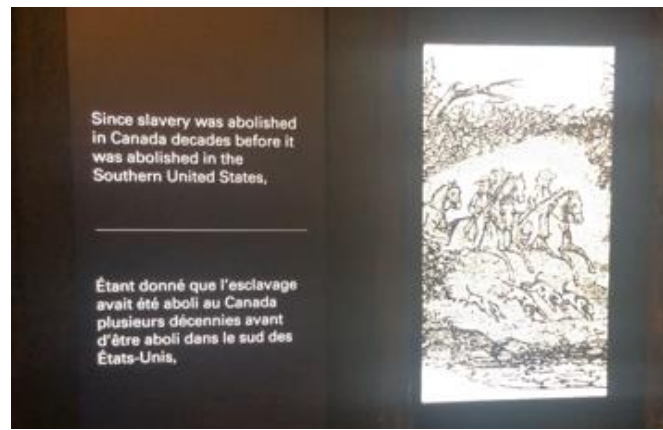 Since slavery was abolished
in Canada decades before it
was abolished in the
Southern United States,
Étant donné que l'esclavage
avait été aboli au Canada
plusieurs décennies avant
d'être aboli dans le sud des
États-Unis,